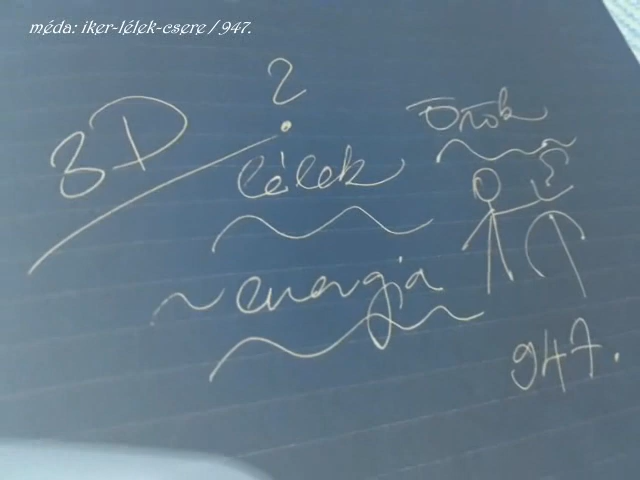 méda: iker-lélek-csere / 947.
?
3D
Örök
lélek
?
~ energia
947.